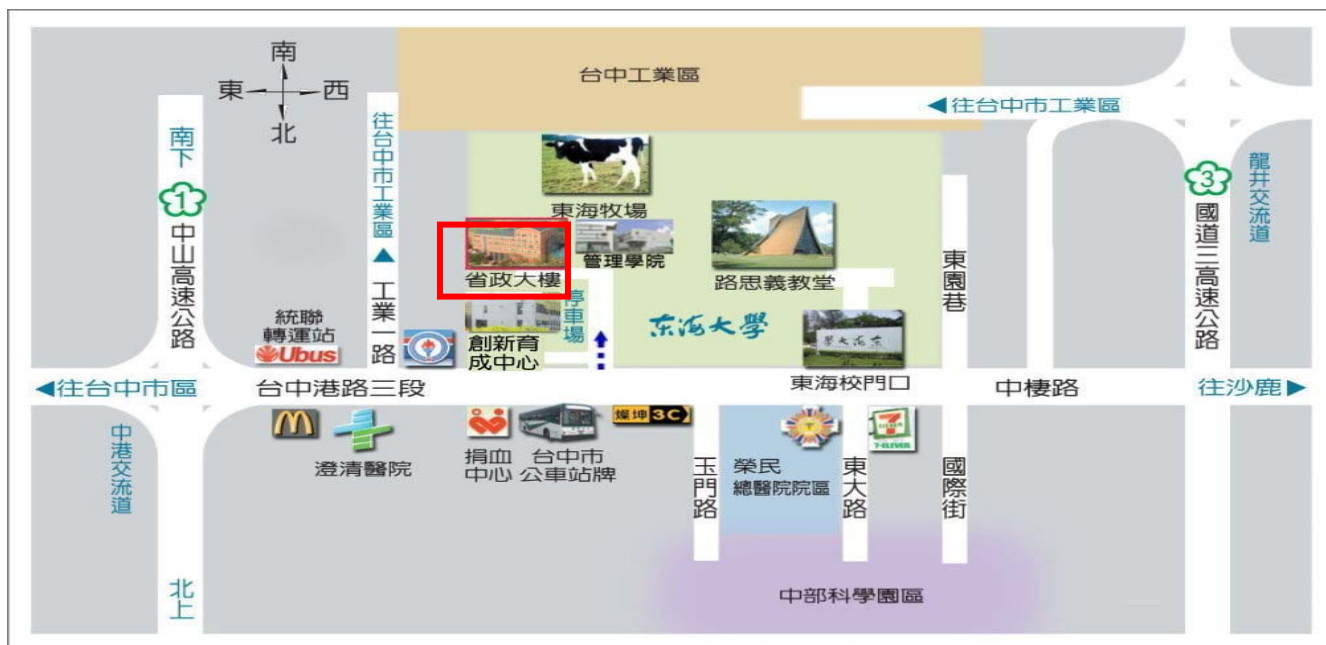 南
東 西
北
台中工業區
◀往台中市工業區
南下
1
中山高速公路
往台中市工業區▲
工業一路
東海牧場
省政大樓
管理學院
路思義教堂
東園巷
3
國道三高速公路
龍井交流道
統聯
轉運站
Ubus
創新育
成中心
停車場
東海大學
東海大學
東海校門口
◀往台中市區
台中港路三段
中棲路
往沙鹿▶
中港交流道
北上
澄清醫院
捐血
中心
台中市
公車站牌
燦坤3C
玉門路
榮民
總醫院院區
東大路
7-ELEVEN
國際街
中部科學園區